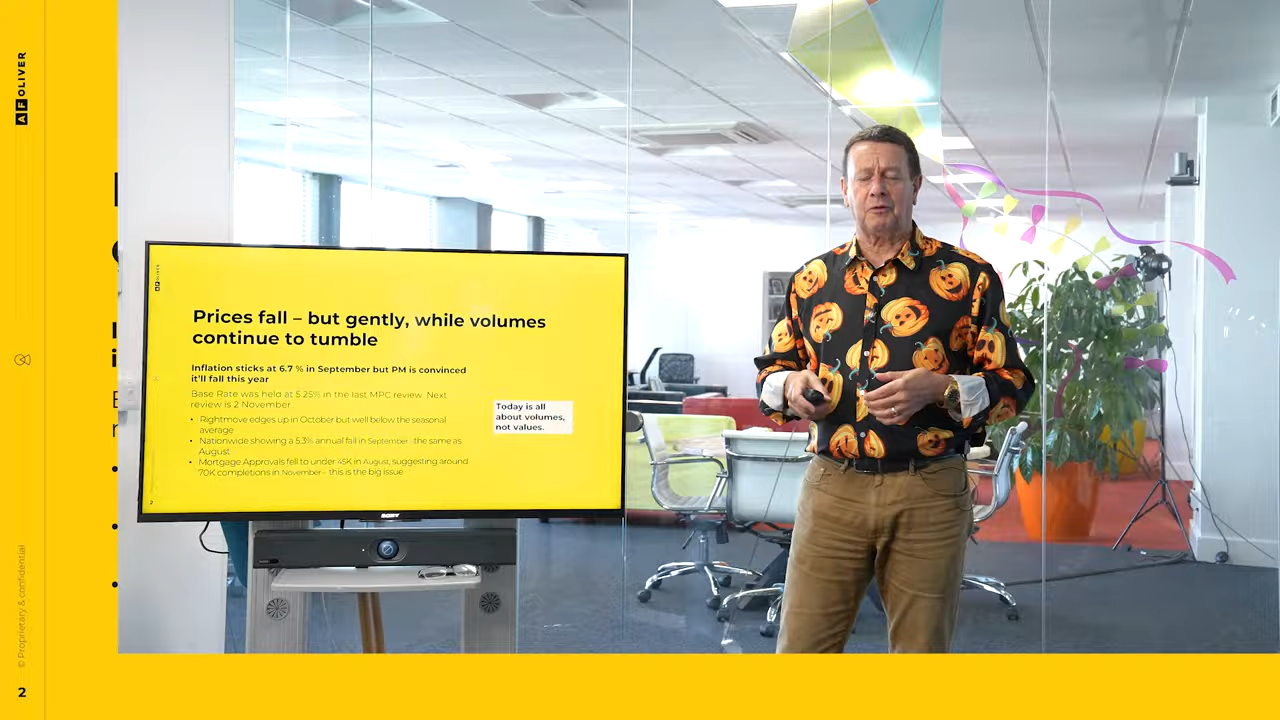 AF OLIVER
© Proprietary & confidential
2
AF OLIVER
Prices fall – but gently, while volumes
continue to tumble
Inflation sticks at 6.7 % in September but PM is convinced
it'll fall this year
Base Rate was held at 5.25% in the last MPC review. Next
review is 2 November.
• Rightmove edges up in October but well below the seasonal
average
• Nationwide showing a 5.3% annual fall in September - the same as
August.
• Mortgage Approvals fell to under 45K in August, suggesting around
70K completions in November – this is the big issue
Today is all
about volumes,
not values.
2
SONY